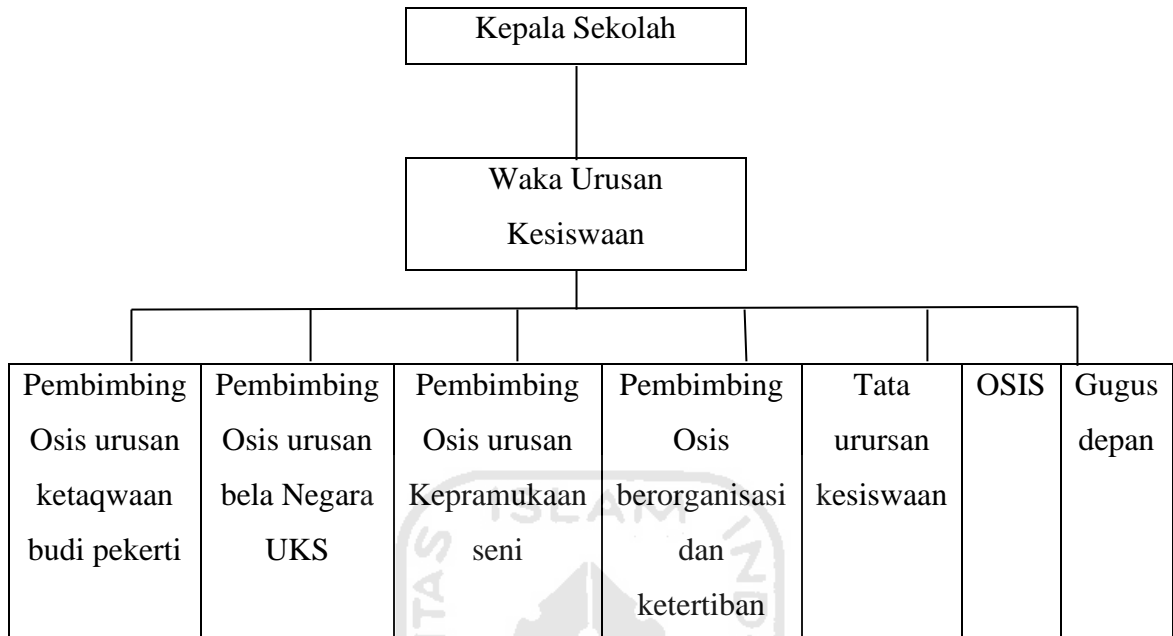 Kepala Sekolah
Waka Urusan
Kesiswaan
Pembimbing
Osis urusan
ketaqwaan
budi pekerti
Pembimbing
Osis urusan
bela Negara
UKS
Pembimbing
Osis urusan
Kepramukaan
seni
Pembimbing
Osis
berorganisasi
dan
ketertiban
Tata
urursan
kesiswaan
OSIS
Gugus
depan
ISLAM